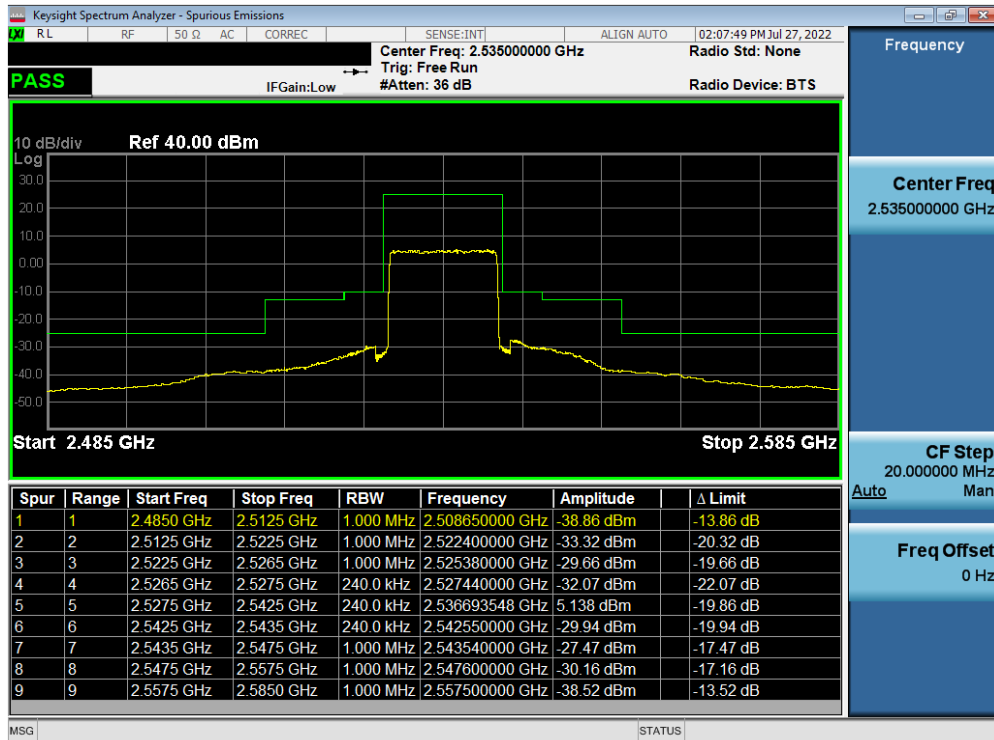 Keysight Spectrum Analyzer - Spurious Emissions
LXI RL RF 50 Ω AC CORREC SENSE:INT ALIGN AUTO 02:07:49 PM Jul 27, 2022
Center Freq: 2.535000000 GHz Radio Std: None
Trig: Free Run
PASS IFGain:Low #Atten: 36 dB Radio Device: BTS
10 dB/div Ref 40.00 dBm
Log
30.0
20.0
10.0
0.00
-10.0
-20.0
-30.0
-40.0
-50.0
Start 2.485 GHz Stop 2.585 GHz
Spur Range Start Freq Stop Freq RBW Frequency Amplitude Δ Limit
1 1 2.4850 GHz 2.5125 GHz 1.000 MHz 2.508650000 GHz -38.86 dBm -13.86 dB
2 2 2.5125 GHz 2.5225 GHz 1.000 MHz 2.522400000 GHz -33.32 dBm -20.32 dB
3 3 2.5225 GHz 2.5265 GHz 1.000 MHz 2.525380000 GHz -29.66 dBm -19.66 dB
4 4 2.5265 GHz 2.5275 GHz 240.0 kHz 2.527440000 GHz -32.07 dBm -22.07 dB
5 5 2.5275 GHz 2.5425 GHz 240.0 kHz 2.536693548 GHz 5.138 dBm -19.86 dB
6 6 2.5425 GHz 2.5435 GHz 240.0 kHz 2.542550000 GHz -29.94 dBm -19.94 dB
7 7 2.5435 GHz 2.5475 GHz 1.000 MHz 2.543540000 GHz -27.47 dBm -17.47 dB
8 8 2.5475 GHz 2.5575 GHz 1.000 MHz 2.547600000 GHz -30.16 dBm -17.16 dB
9 9 2.5575 GHz 2.5850 GHz 1.000 MHz 2.557500000 GHz -38.52 dBm -13.52 dB
MSG STATUS
Frequency
Center Freq
2.535000000 GHz
CF Step
20.000000 MHz
Auto Man
Freq Offset
0 Hz